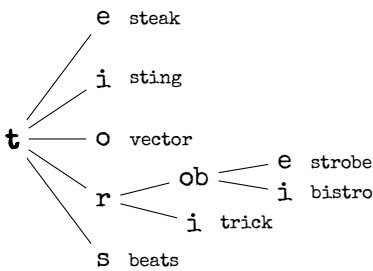 e steak
i sting
t
o vector
e strobe
ob
i bistro
r
i trick
s beats